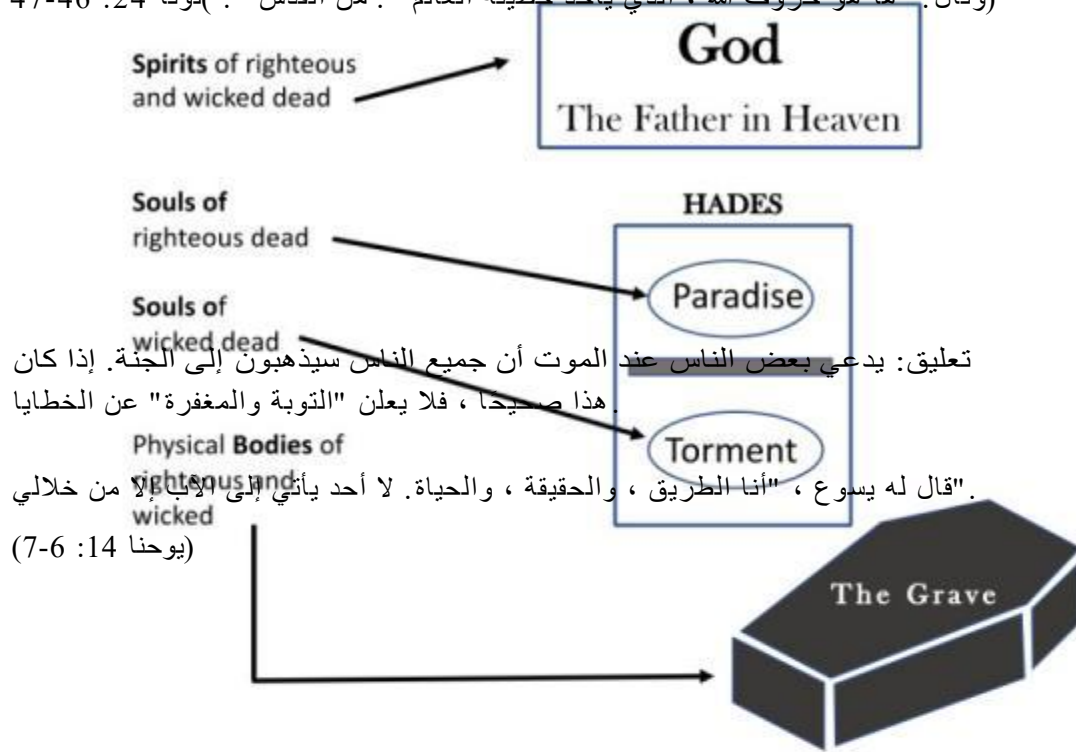 47-46 :24
God
The Father in Heaven
Spirits of righteous
and wicked dead
Souls of
righteous dead
HADES
Paradise
Souls of
wicked dead
تعليق: يدعي بعض الناس عند الموت أن جميع الناس سيذهبون إلى الجنة. إذا كان
هذا صحيحًا ، فلا يعلن "التوبة والمغفرة" عن الخطايا.
Torment
Physical Bodies of
righteous and
wicked
"قال له يسوع ، "أنا الطريق ، والحقيقة ، والحياة. لا أحد يأتي إلى الآب إلا من خلالي.
(يوحنا 14: 6-7)
The Grave